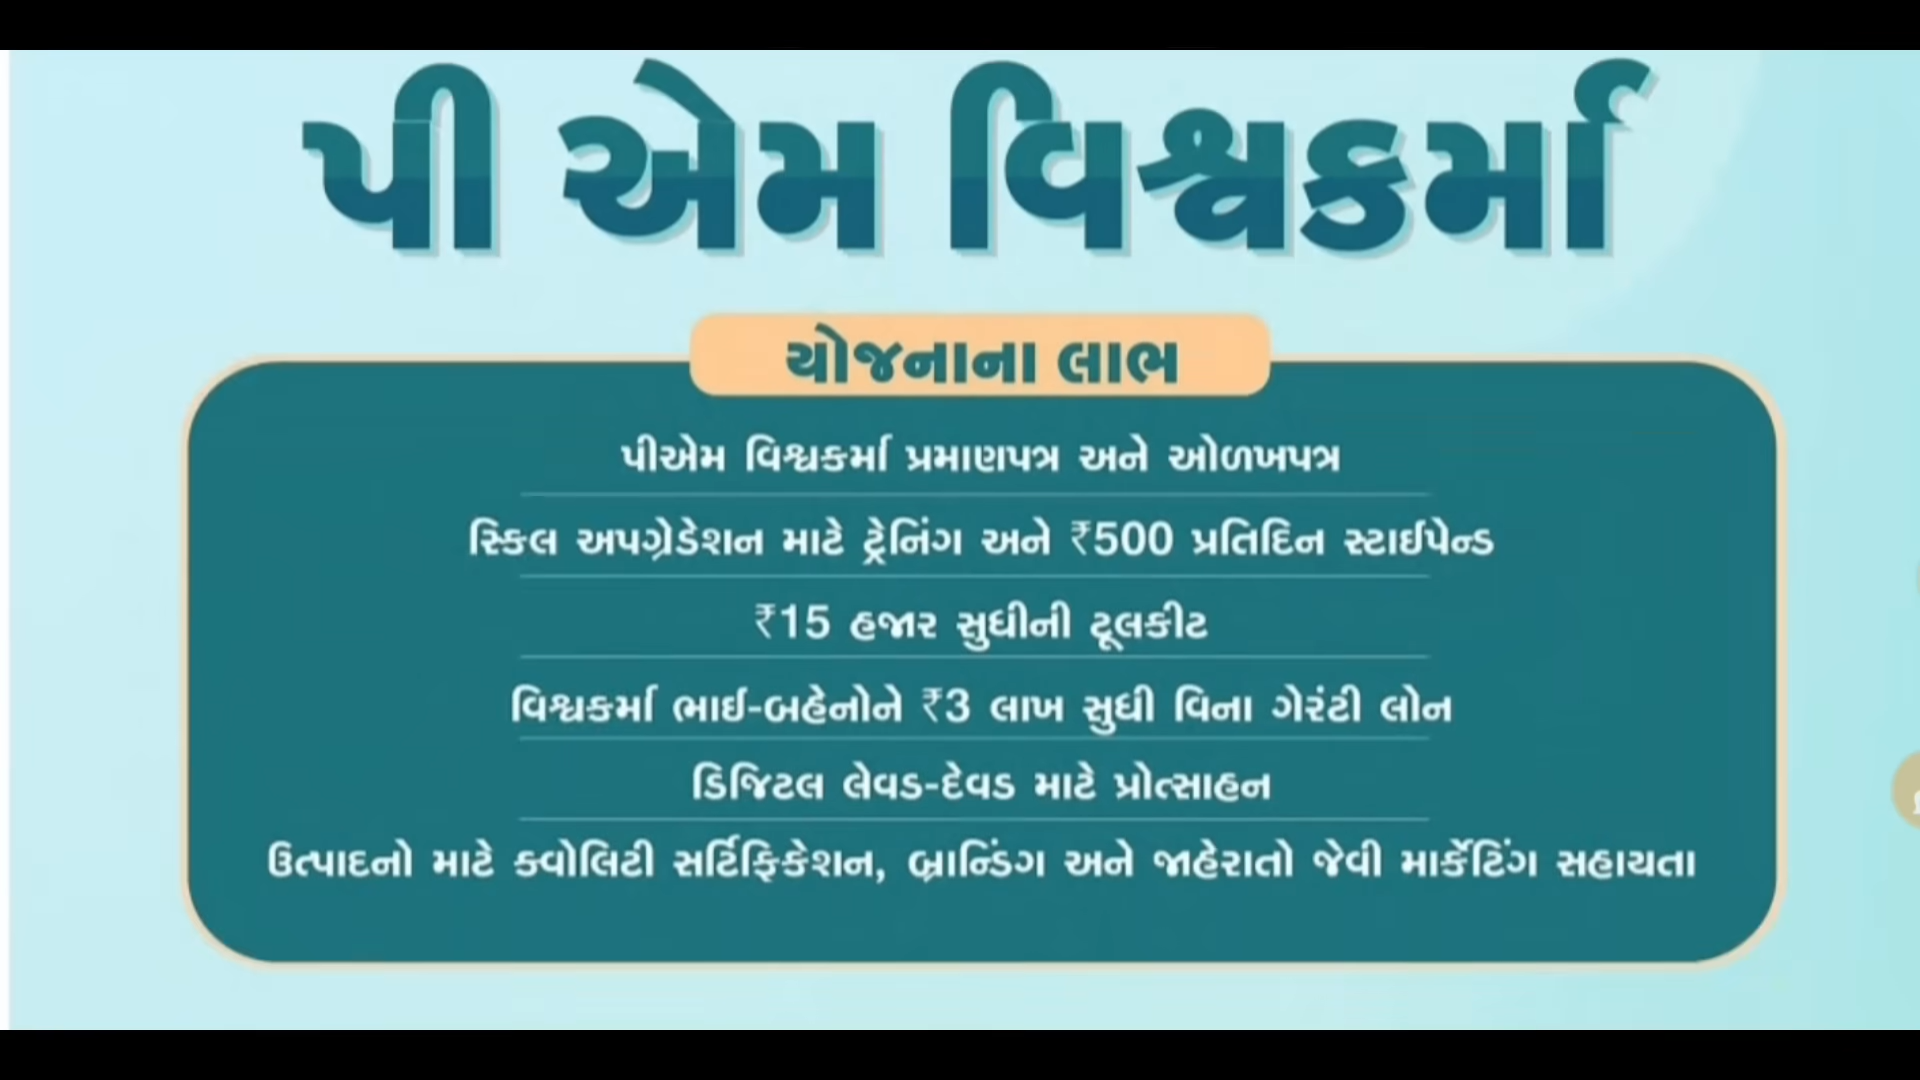 પી એમ વિશ્વકર્મા
યોજનાના લાભ
પીએમ વિશ્વકર્મા પ્રમાણપત્ર અને ઓળખપત્ર
સ્કિલ અપગ્રેડેશન માટે ટ્રેનિંગ અને ₹500 પ્રતિદિન સ્ટાઈપેન્ડ
₹15 હજાર સુધીની ટૂલકીટ
વિશ્વકર્મા ભાઈ-બહેનોને ₹3 લાખ સુધી વિના ગેરંટી લોન
ડિજિટલ લેવડ-દેવડ માટે પ્રોત્સાહન
ઉત્પાદનો માટે ક્વોલિટી સર્ટિફિકેશન, બ્રાન્ડિંગ અને જાહેરાતો જેવી માર્કેટિંગ સહાયતા